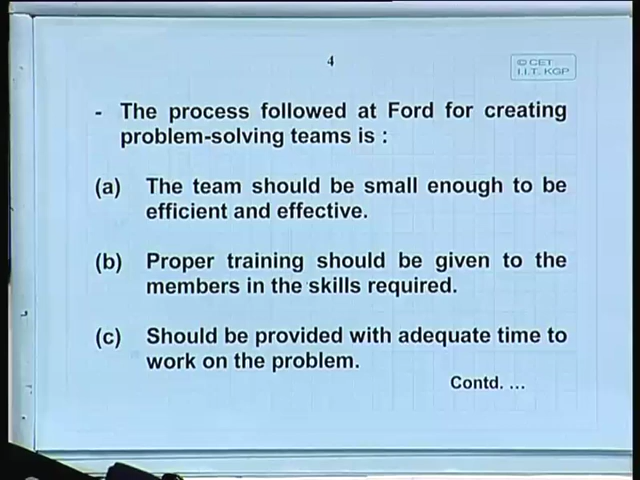 4
© CET
I.I.T. KGP
- The process followed at Ford for creating
problem-solving teams is :
(a) The team should be small enough to be
efficient and effective.
(b) Proper training should be given to the
members in the skills required.
(c) Should be provided with adequate time to
work on the problem.
Contd. ...